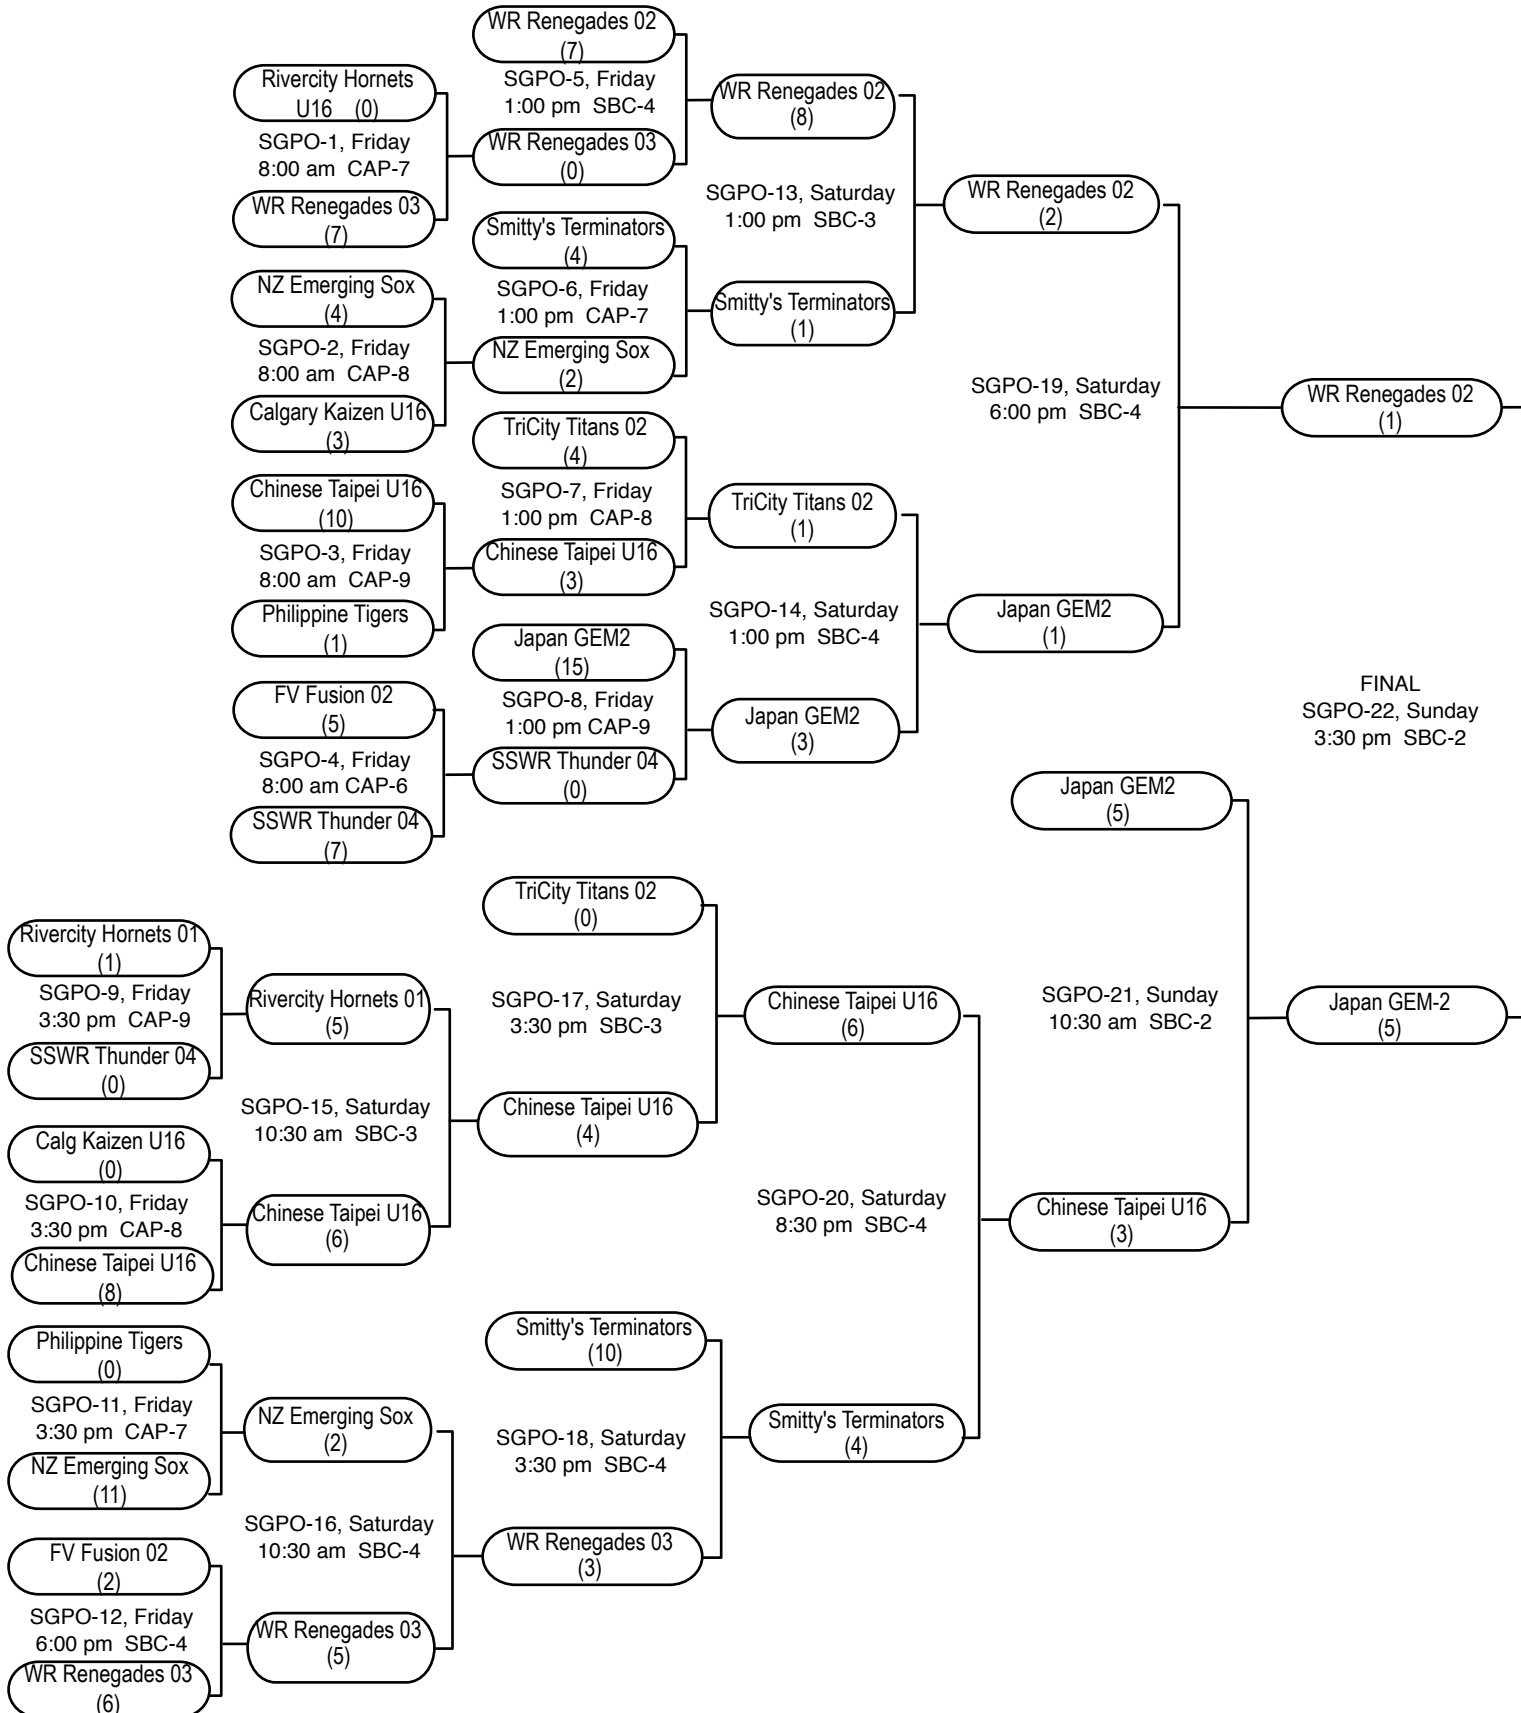 WR Renegades 02
(7)
SGPO-5, Friday
1:00 pm  SBC-4
WR Renegades 03
(0)
Rivercity Hornets
U16    (0)
SGPO-1, Friday
8:00 am  CAP-7
WR Renegades 03
(7)
WR Renegades 02
(8)
SGPO-13, Saturday
1:00 pm  SBC-3
Smitty's Terminators
(1)
WR Renegades 02
(2)
Smitty's Terminators
(4)
SGPO-6, Friday
1:00 pm  CAP-7
NZ Emerging Sox
(2)
NZ Emerging Sox
(4)
SGPO-2, Friday
8:00 am  CAP-8
Calgary Kaizen U16
(3)
SGPO-19, Saturday
6:00 pm  SBC-4
WR Renegades 02
(1)
TriCity Titans 02
(4)
SGPO-7, Friday
1:00 pm  CAP-8
Chinese Taipei U16
(3)
Chinese Taipei U16
(10)
SGPO-3, Friday
8:00 am  CAP-9
Philippine Tigers
(1)
TriCity Titans 02
(1)
SGPO-14, Saturday
1:00 pm  SBC-4
Japan GEM2
(3)
Japan GEM2
(1)
Japan GEM2
(15)
SGPO-8, Friday
1:00 pm CAP-9
SSWR Thunder 04
(0)
FV Fusion 02
(5)
SGPO-4, Friday
8:00 am CAP-6
SSWR Thunder 04
(7)
FINAL
SGPO-22, Sunday
3:30 pm  SBC-2
Japan GEM2
(5)
SGPO-21, Sunday
10:30 am  SBC-2
Japan GEM-2
(5)
TriCity Titans 02
(0)
SGPO-17, Saturday
3:30 pm  SBC-3
Chinese Taipei U16
(4)
Chinese Taipei U16
(6)
Rivercity Hornets 01
(1)
SGPO-9, Friday
3:30 pm  CAP-9
SSWR Thunder 04
(0)
Rivercity Hornets 01
(5)
SGPO-15, Saturday
10:30 am  SBC-3
Chinese Taipei U16
(6)
Calg Kaizen U16
(0)
SGPO-10, Friday
3:30 pm  CAP-8
Chinese Taipei U16
(8)
SGPO-20, Saturday
8:30 pm  SBC-4
Chinese Taipei U16
(3)
Philippine Tigers
(0)
SGPO-11, Friday
3:30 pm  CAP-7
NZ Emerging Sox
(11)
NZ Emerging Sox
(2)
SGPO-16, Saturday
10:30 am  SBC-4
WR Renegades 03
(5)
Smitty's Terminators
(10)
SGPO-18, Saturday
3:30 pm  SBC-4
WR Renegades 03
(3)
Smitty's Terminators
(4)
FV Fusion 02
(2)
SGPO-12, Friday
6:00 pm  SBC-4
WR Renegades 03
(6)